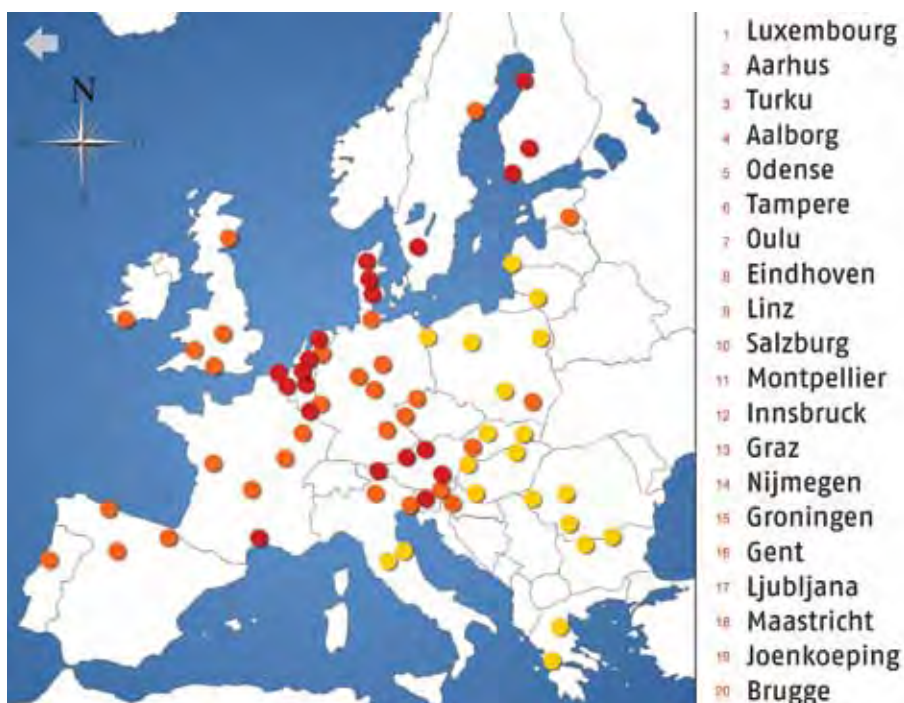 N
1 Luxembourg
2 Aarhus
3 Turku
4 Aalborg
5 Odense
6 Tampere
7 Oulu
8 Eindhoven
9 Linz
10 Salzburg
11 Montpellier
12 Innsbruck
13 Graz
14 Nijmegen
15 Groningen
16 Gent
17 Ljubljana
18 Maastricht
19 Joenkoeping
20 Brugge